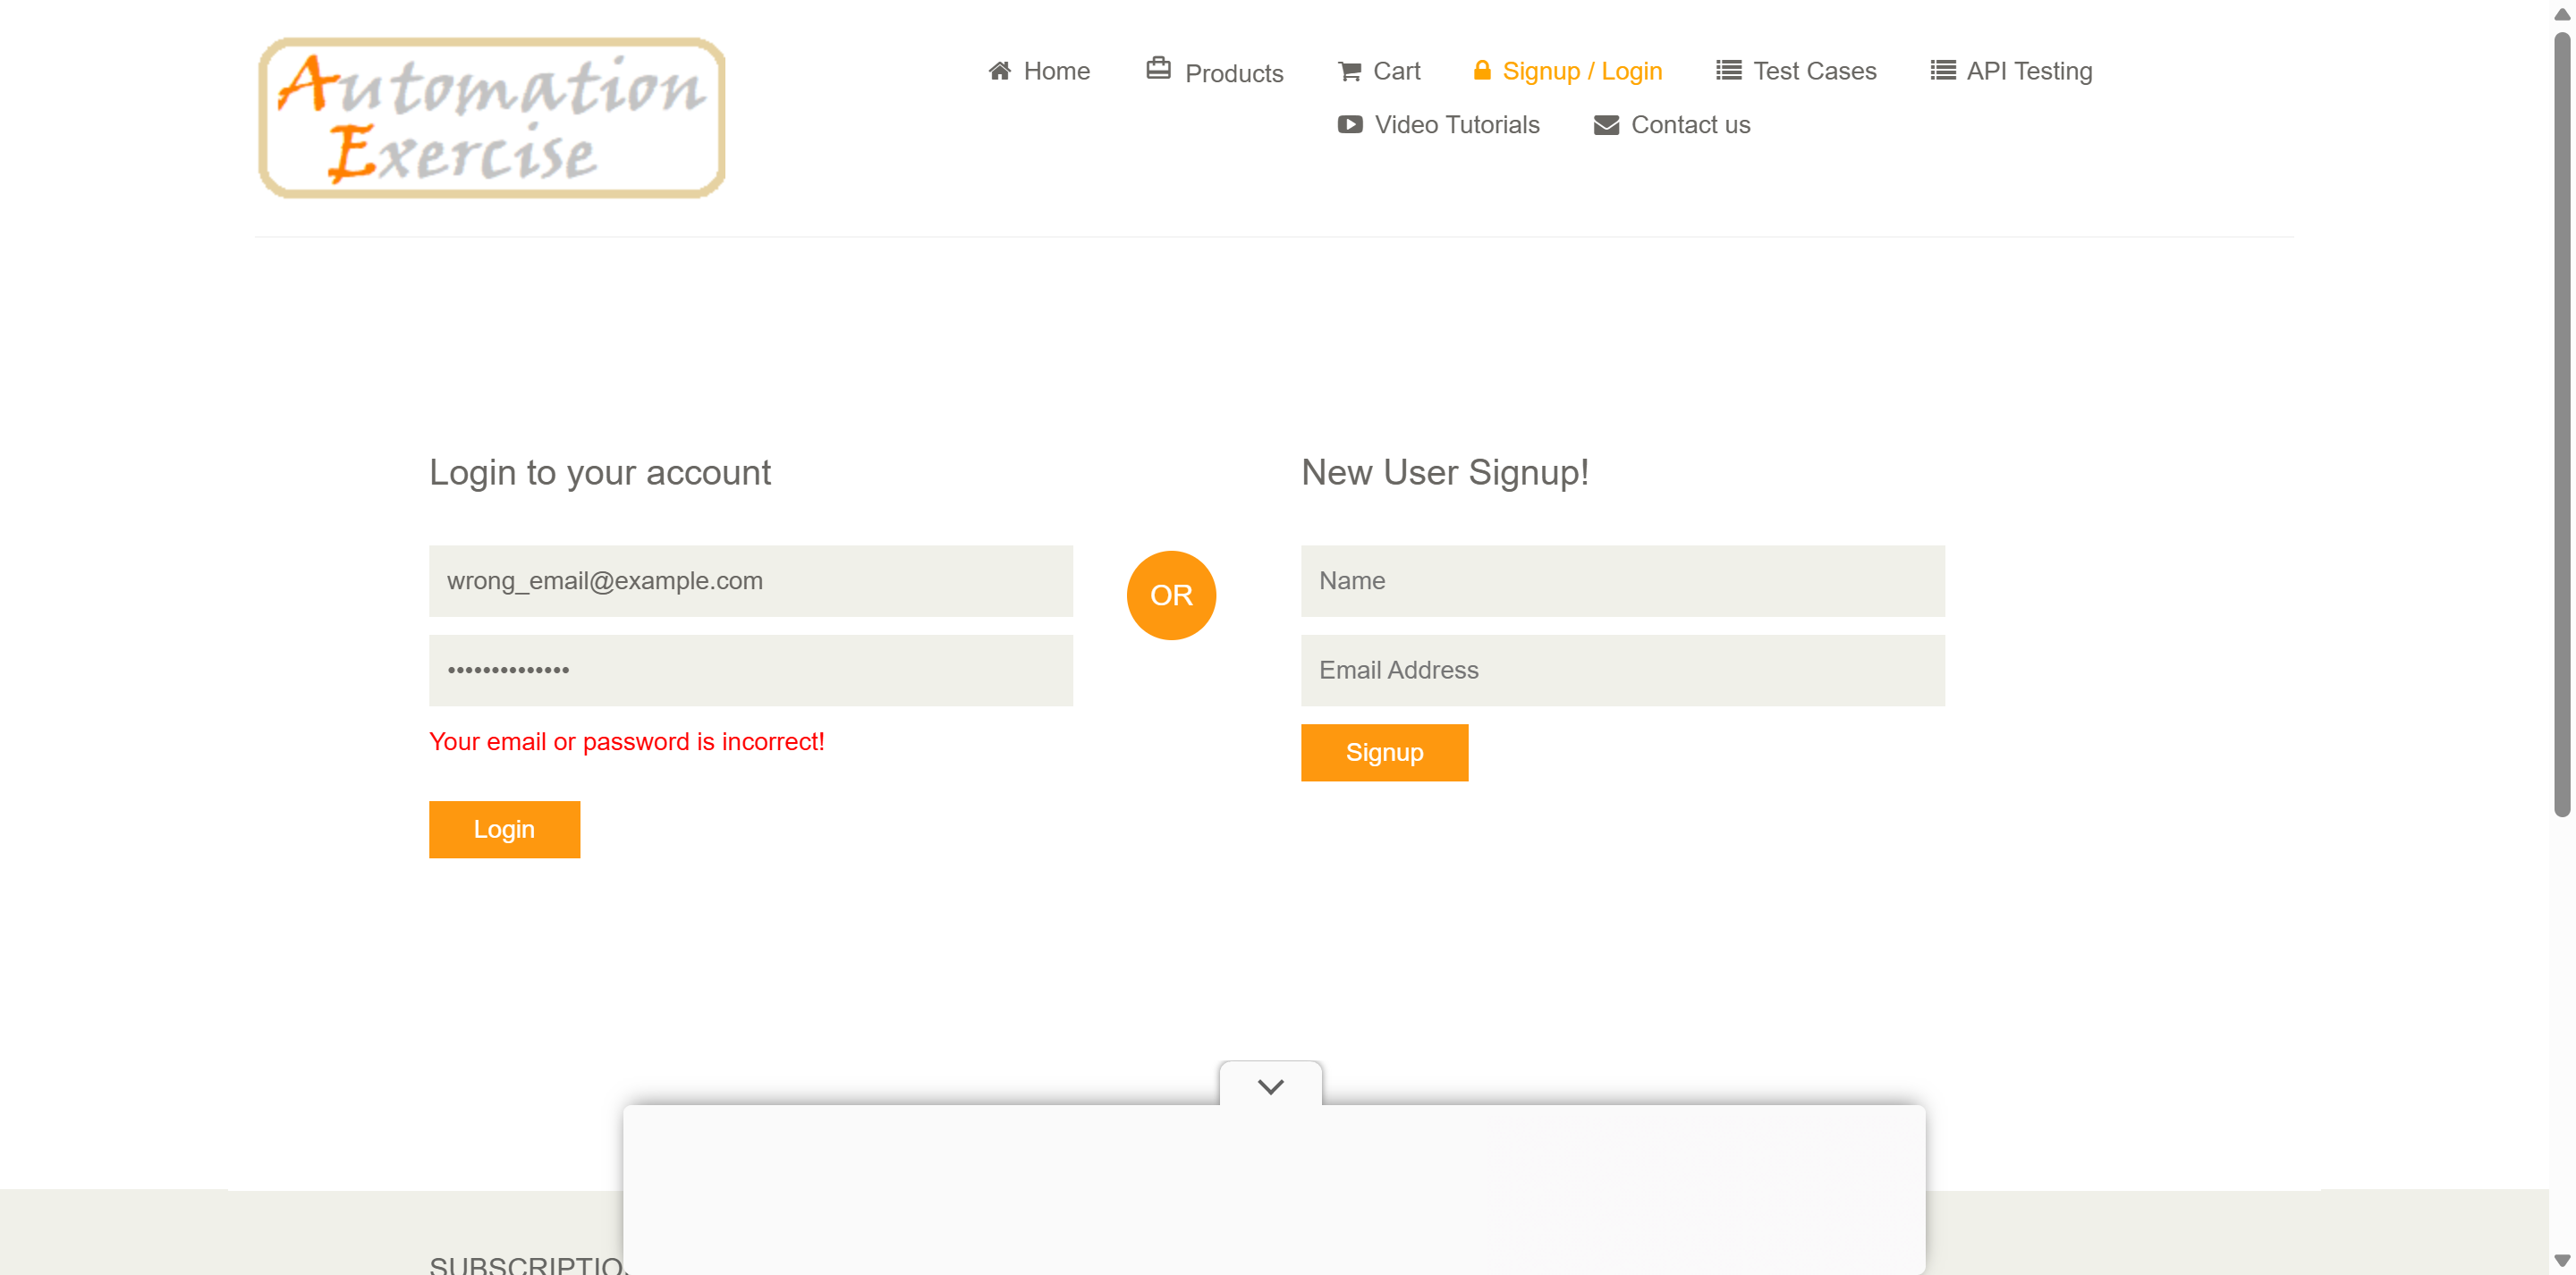 Automation
Exercise
Home
Products
Cart
Signup / Login
Test Cases
API Testing
Video Tutorials
Contact us
Login to your account
wrong_email@example.com
••••••••••••••
Your email or password is incorrect!
Login
OR
New User Signup!
Name
Email Address
Signup
SUBSCRIPTIO